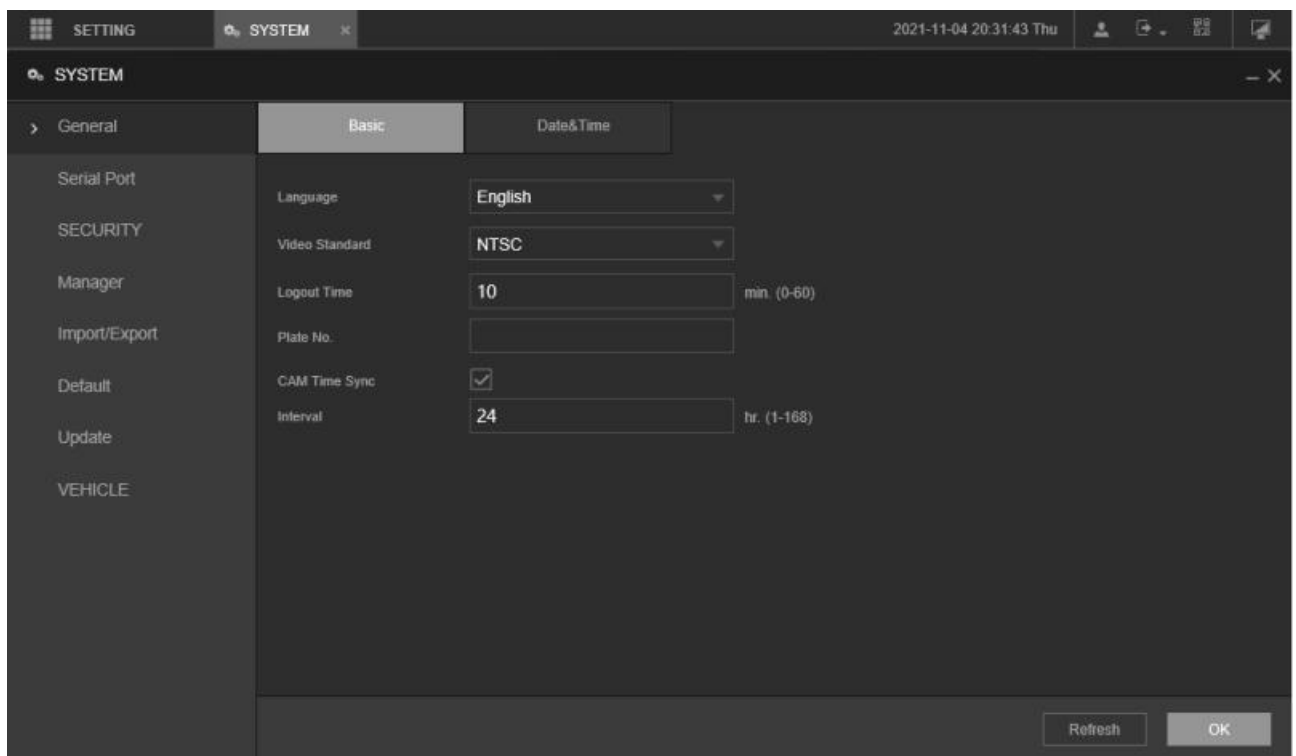 SETTING SYSTEM 2021-11-04 20:31:43 Thu
SYSTEM
General
Serial Port
SECURITY
Manager
Import/Export
Default
Update
VEHICLE
Basic Date&Time
Language English
Video Standard NTSC
Logout Time 10 min. (0-60)
Plate No.
CAM Time Sync
Interval 24 hr. (1-168)
Refresh OK